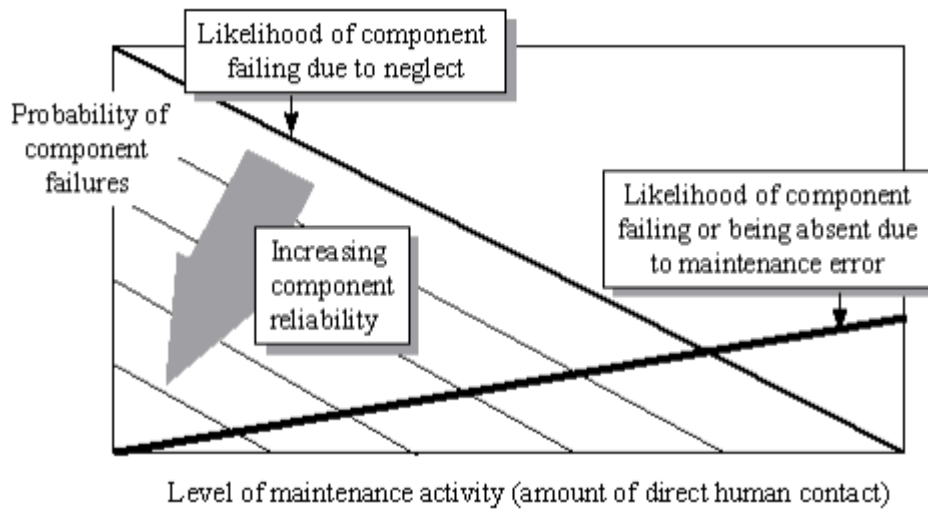 Likelihood of component
failing due to neglect
Probability of
component
failures
Likelihood of component
failing or being absent due
to maintenance error
Increasing
component
reliability
Level of maintenance activity (amount of direct human contact)